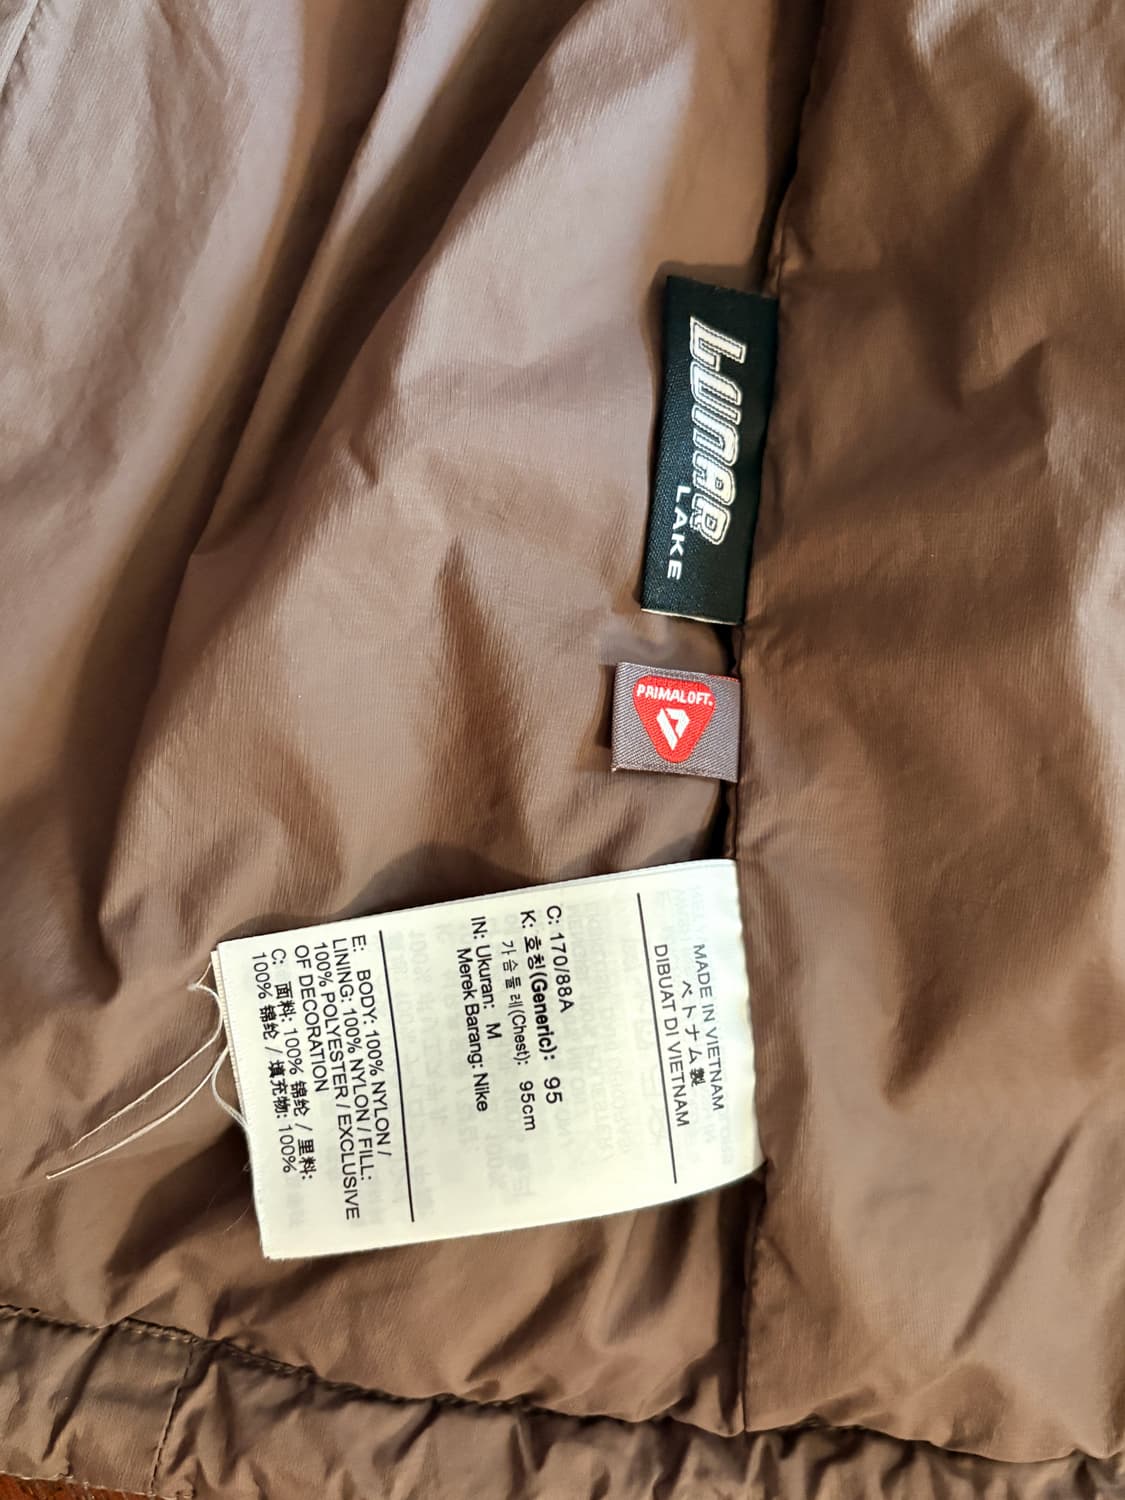 LUNAR
LAKE
PRIMALOFT®
MADE IN VIETNAM
ベトナム製
DIBUAT DI VIETNAM
C: 170/88A
K: 호칭(Generic): 95
가슴둘레(Chest): 95cm
IN: Ukuran: M
Merek Barang: Nike
E: BODY: 100% NYLON /
LINING: 100% NYLON / FILL:
100% POLYESTER / EXCLUSIVE
OF DECORATION
C: 面料: 100% 锦纶 / 里料:
100% 锦纶 / 填充物: 100%